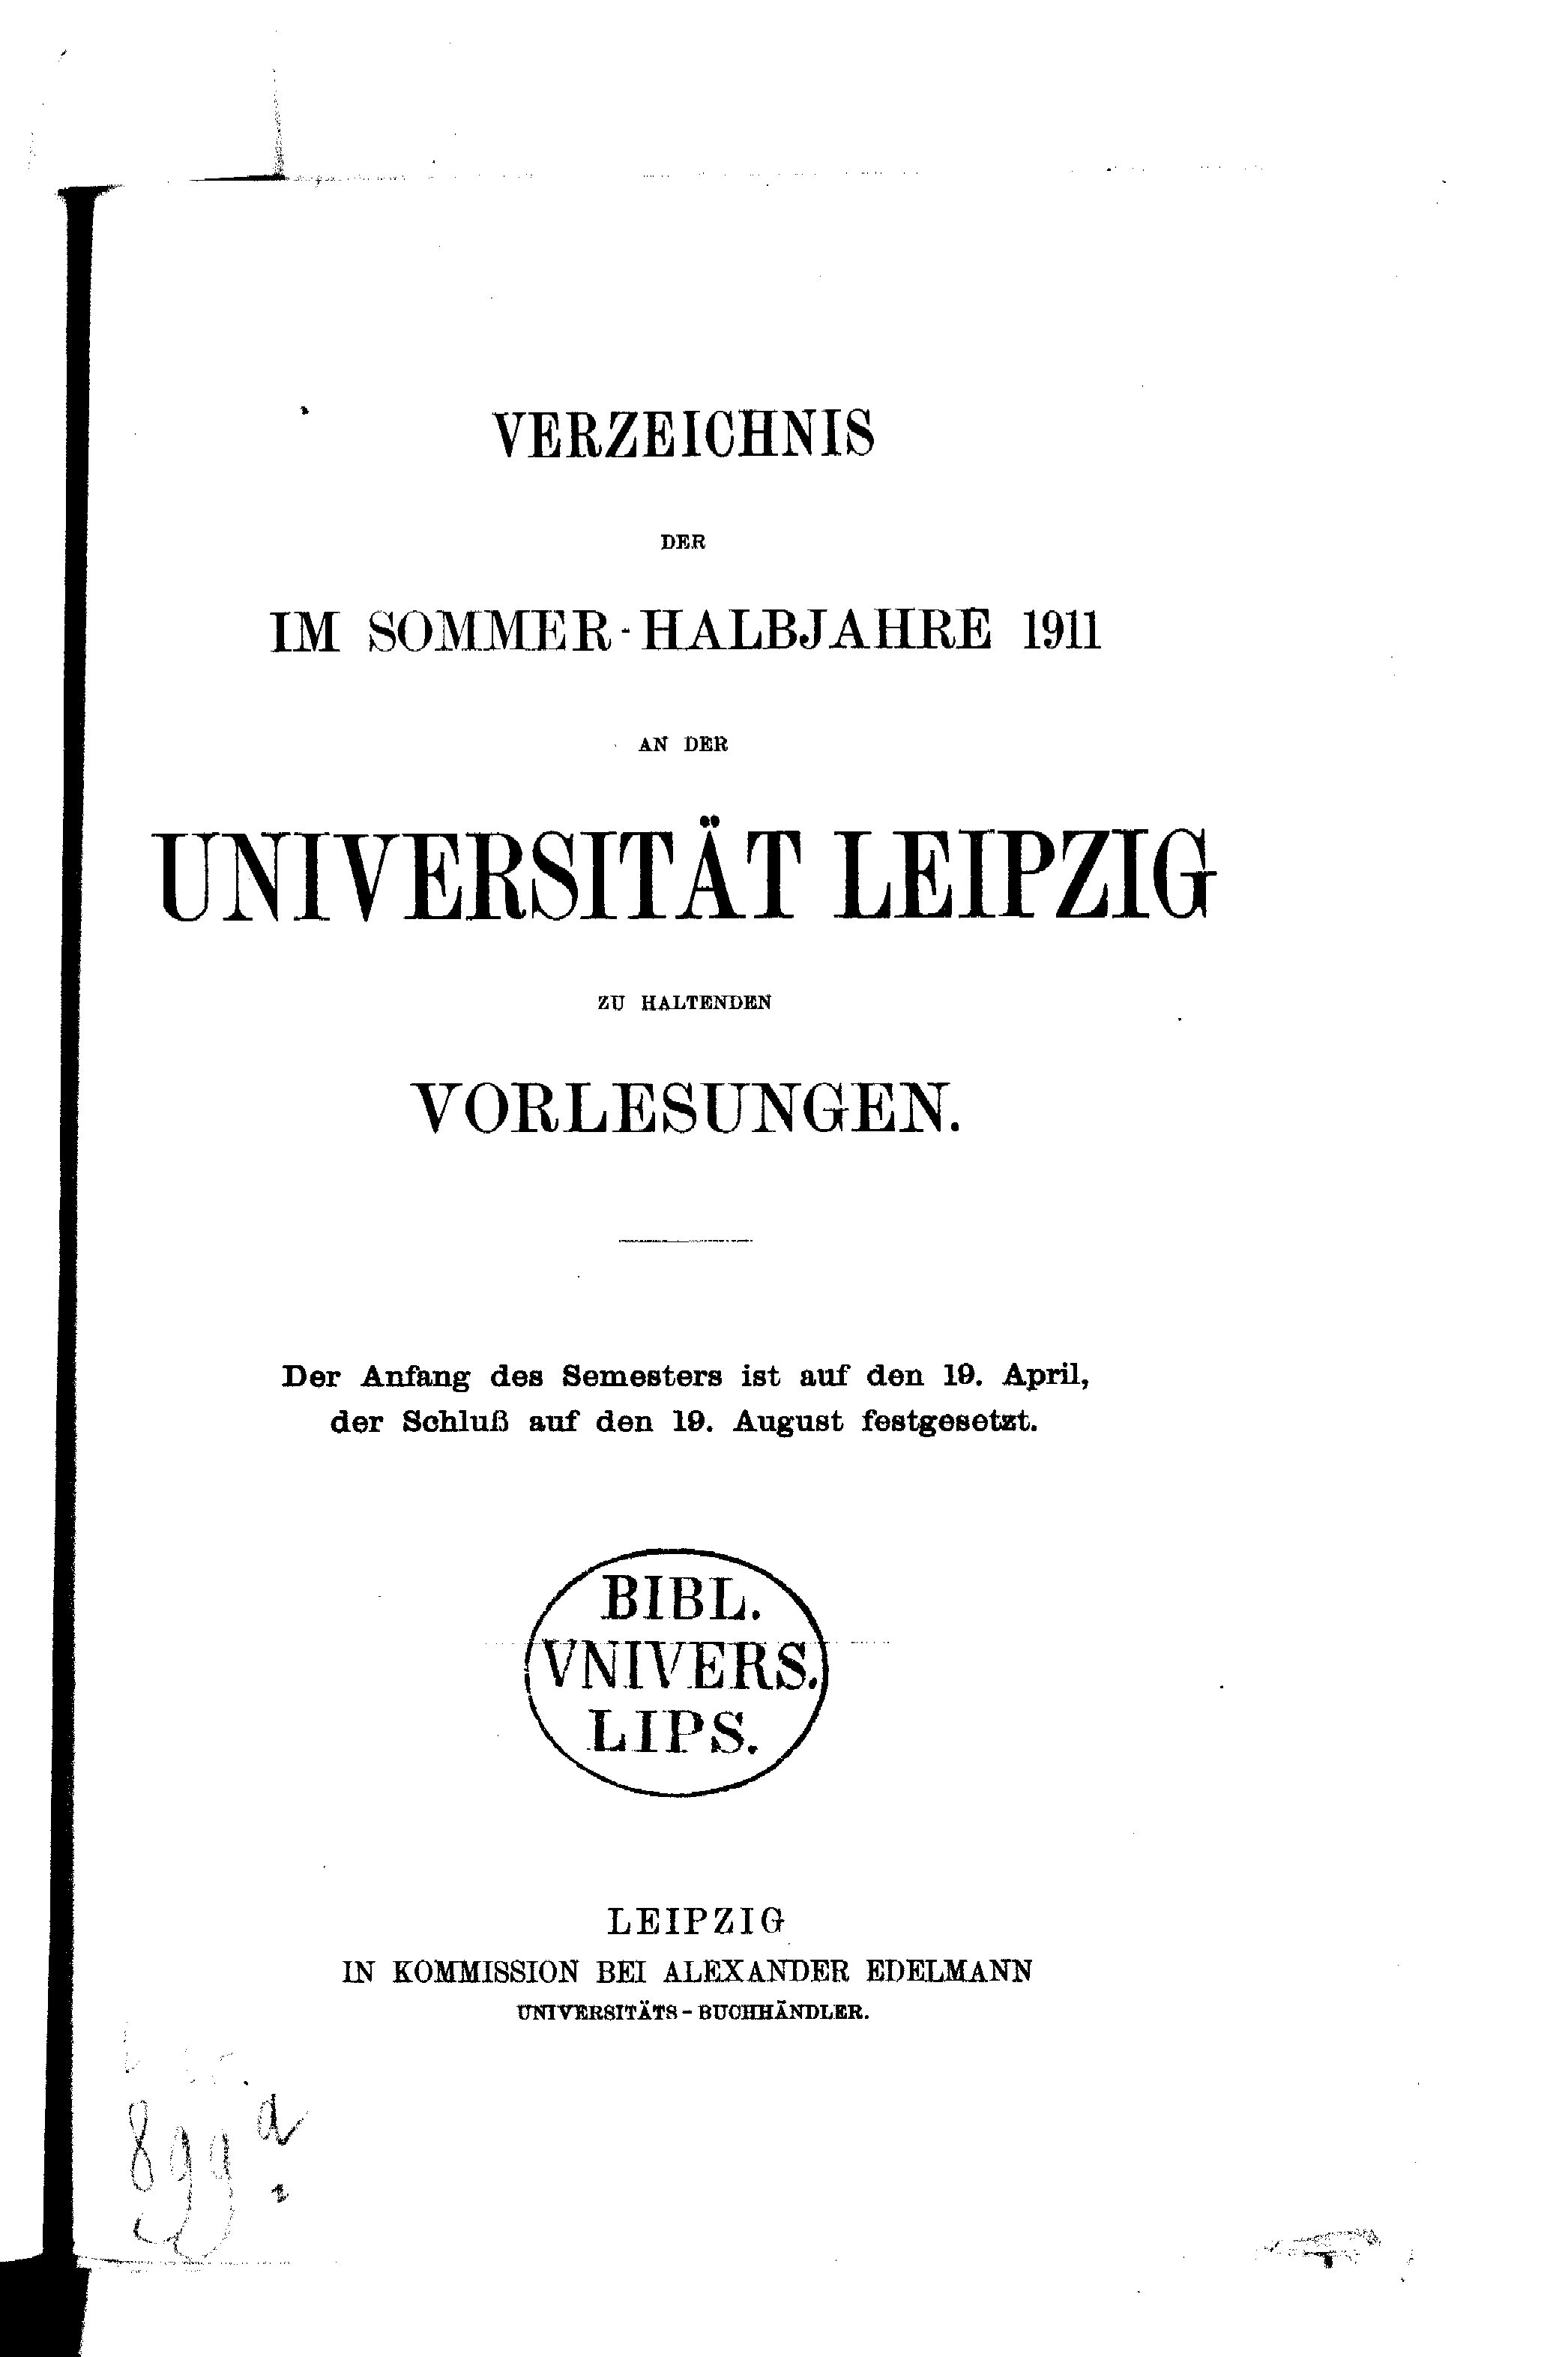 VERZEICHNIS
DER
IM SOMMER-HALBJAHRE 1911
AN DER
UNIVERSITÄT LEIPZIG
ZU HALTENDEN
VORLESUNGEN.
Der Anfang des Semesters ist auf den 19. April,
der Schluß auf den 19. August festgesetzt.
BIBL.
VNIVERS.
LIPS.
LEIPZIG
IN KOMMISSION BEI ALEXANDER EDELMANN
UNIVERSITÄTS-BUCHHÄNDLER.
899 a